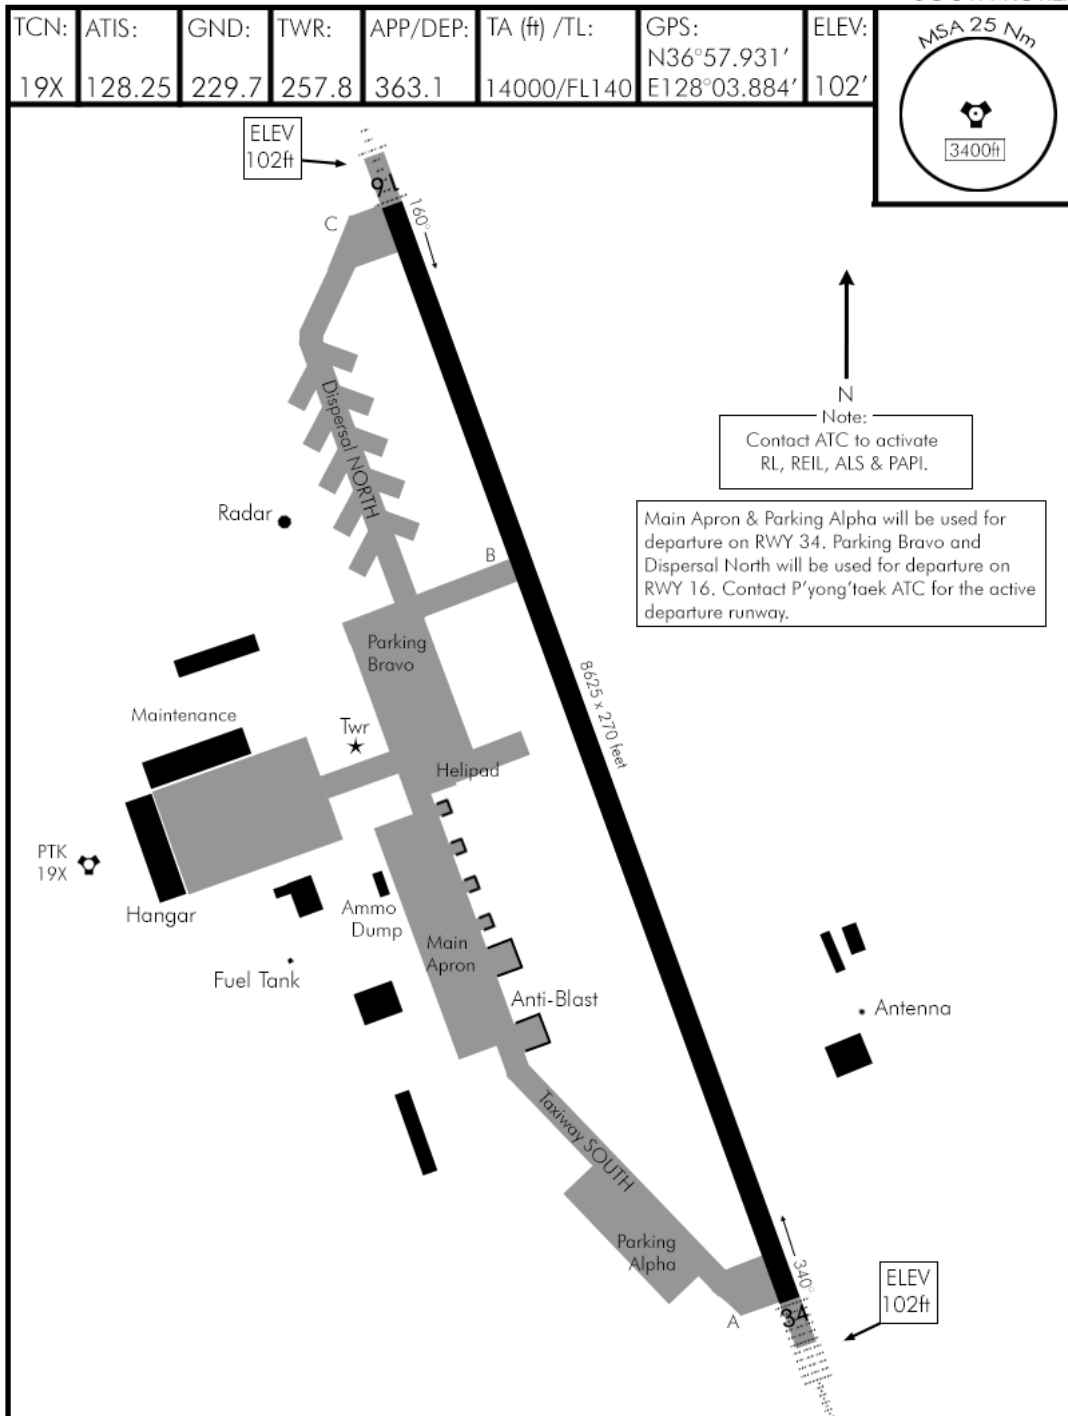 TCN:
19X
ATIS:
128.25
GND:
229.7
TWR:
257.8
APP/DEP:
363.1
TA (ft) /TL:
14000/FL140
GPS:
N36°57.931'
E128°03.884'
ELEV:
102'
MSA 25 Nm
3400ft
ELEV
102ft
16
160°
C
N
Note:
Contact ATC to activate
RL, REIL, ALS & PAPI.
Main Apron & Parking Alpha will be used for
departure on RWY 34. Parking Bravo and
Dispersal North will be used for departure on
RWY 16. Contact P'yong'taek ATC for the active
departure runway.
Dispersal NORTH
Radar
B
Parking
Bravo
8625 x 270 feet
Maintenance
Twr
Helipad
PTK
19X
Hangar
Ammo
Dump
Main
Apron
Fuel Tank
Anti-Blast
Antenna
Taxiway SOUTH
Parking
Alpha
340°
A
34
ELEV
102ft